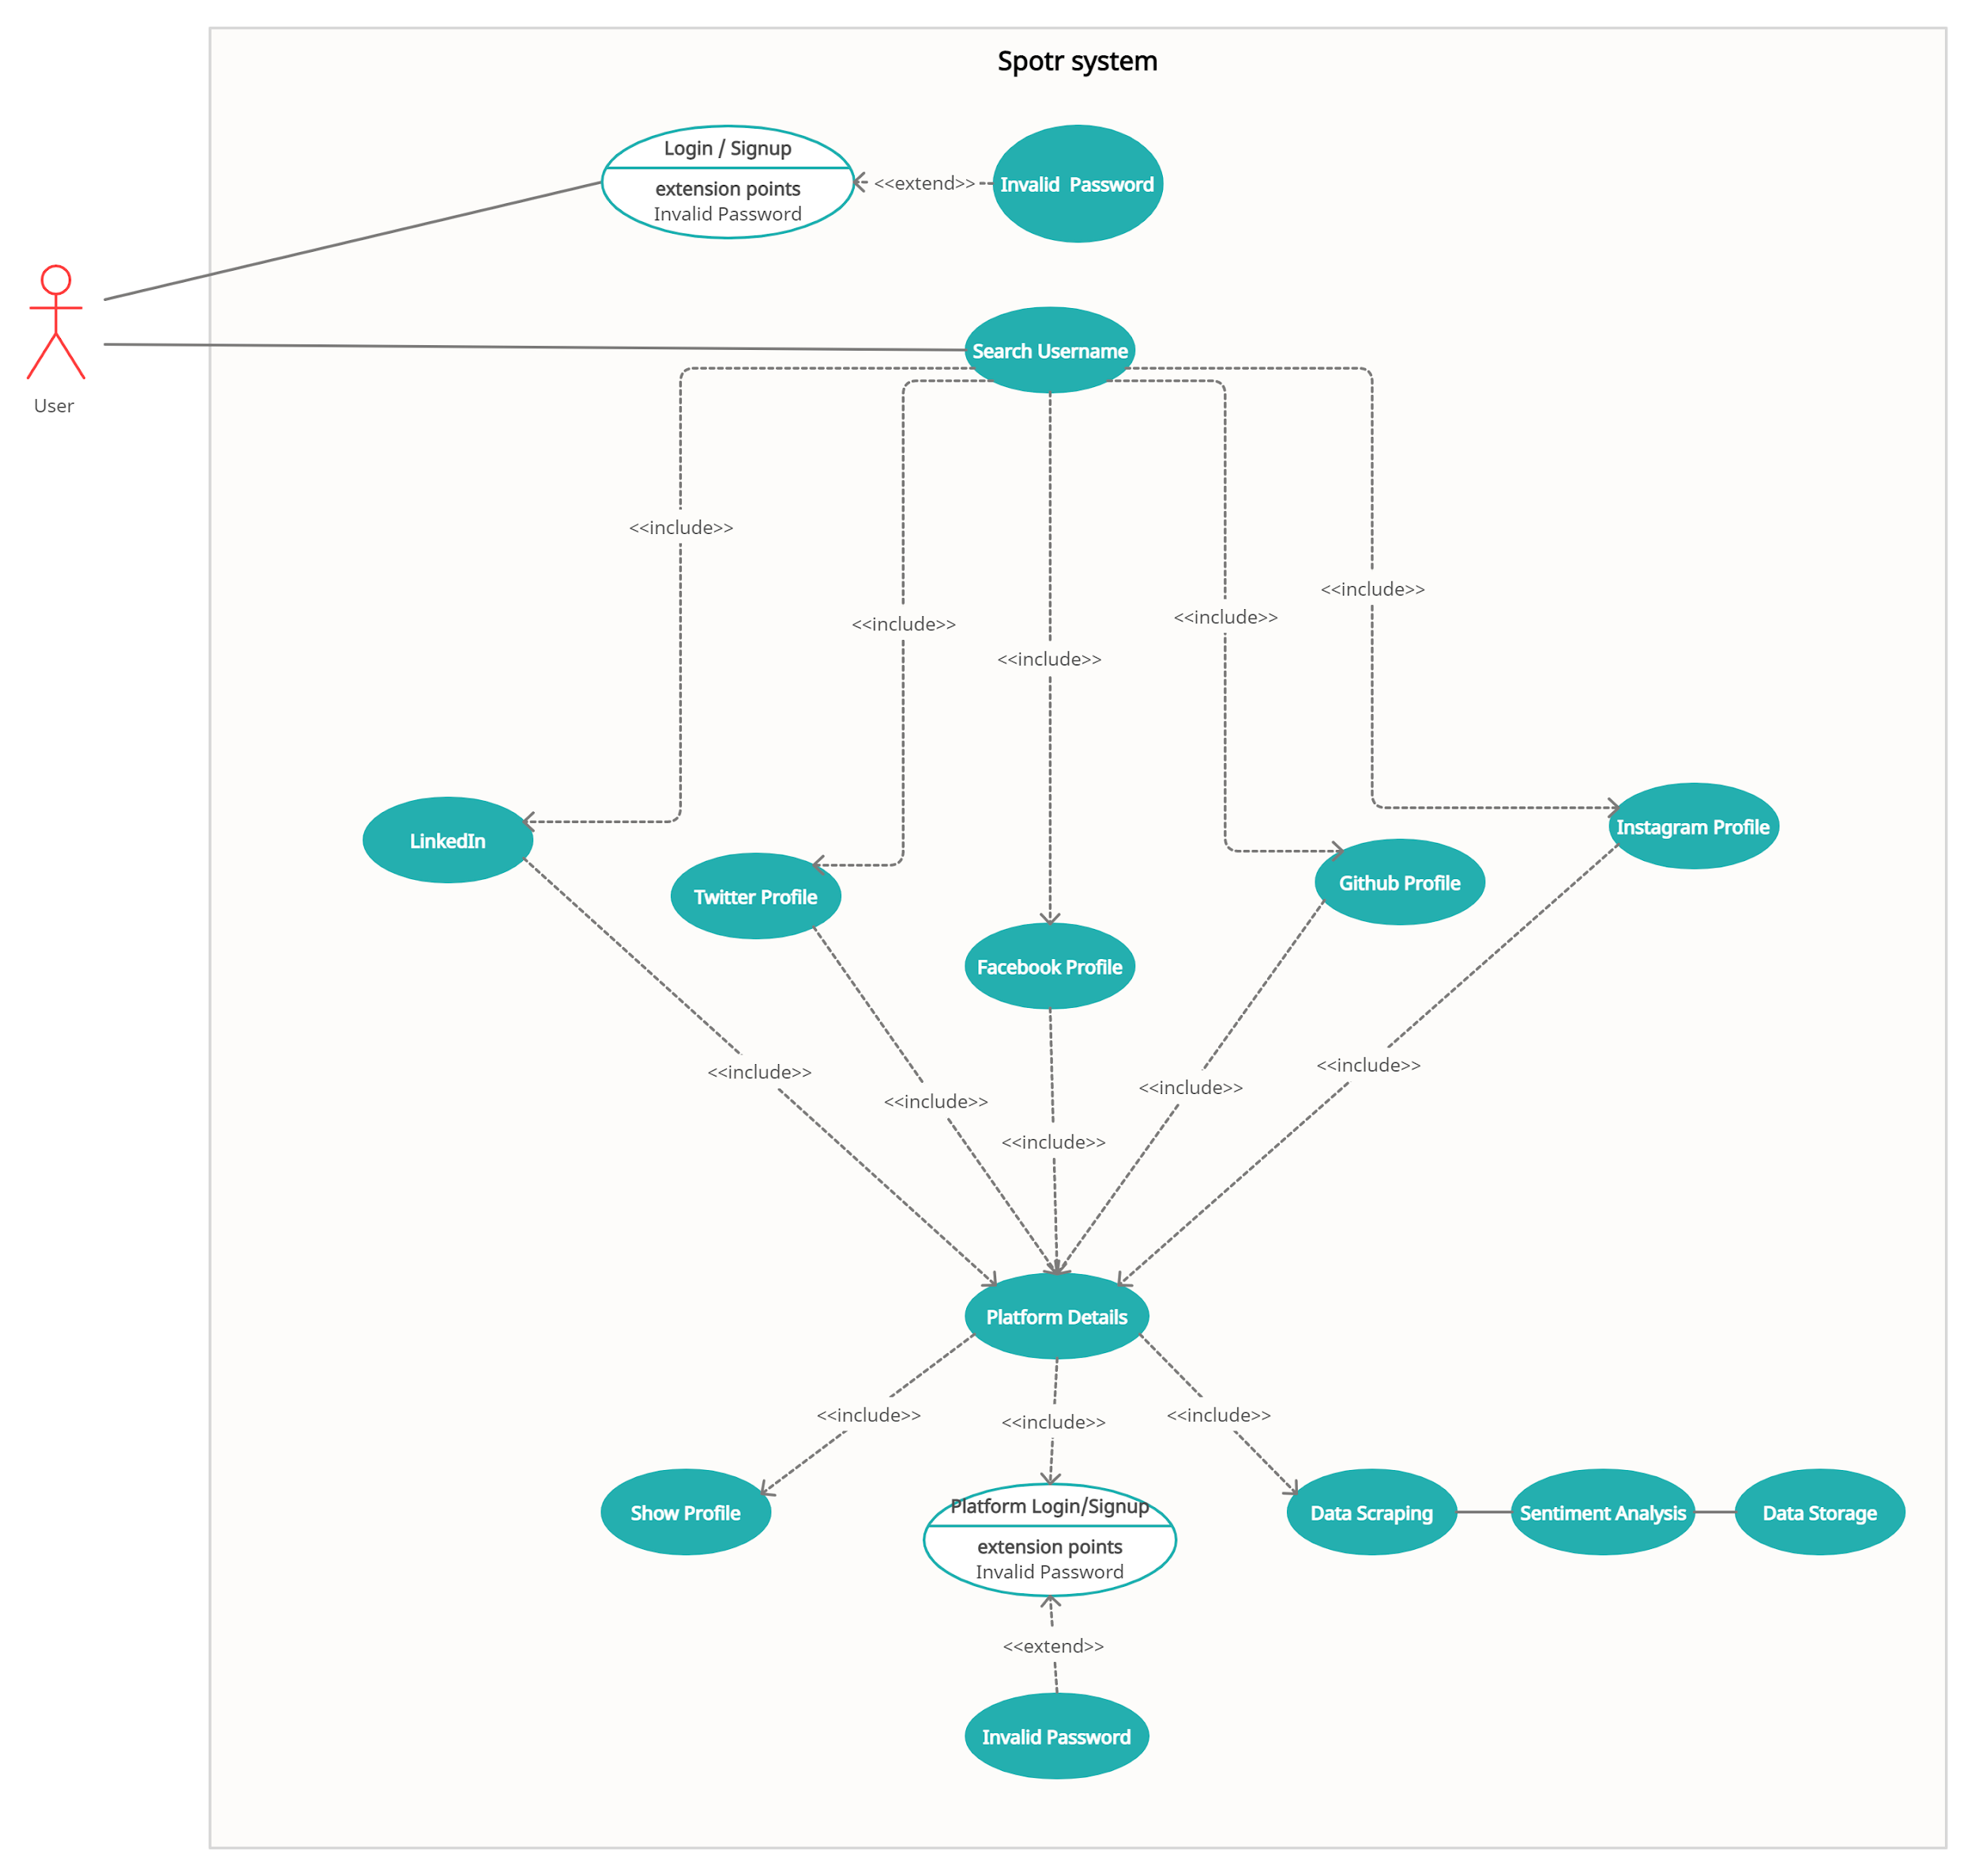 Spotr system
Login / Signup
extension points
Invalid Password
<<extend>>
Invalid  Password
User
Search Username
<<include>>
<<include>>
<<include>>
<<include>>
<<include>>
LinkedIn
Twitter Profile
Facebook Profile
Github Profile
Instagram Profile
<<include>>
<<include>>
<<include>>
<<include>>
<<include>>
Platform Details
<<include>>
<<include>>
<<include>>
Show Profile
Platform Login/Signup
extension points
Invalid Password
Data Scraping
Sentiment Analysis
Data Storage
<<extend>>
Invalid Password